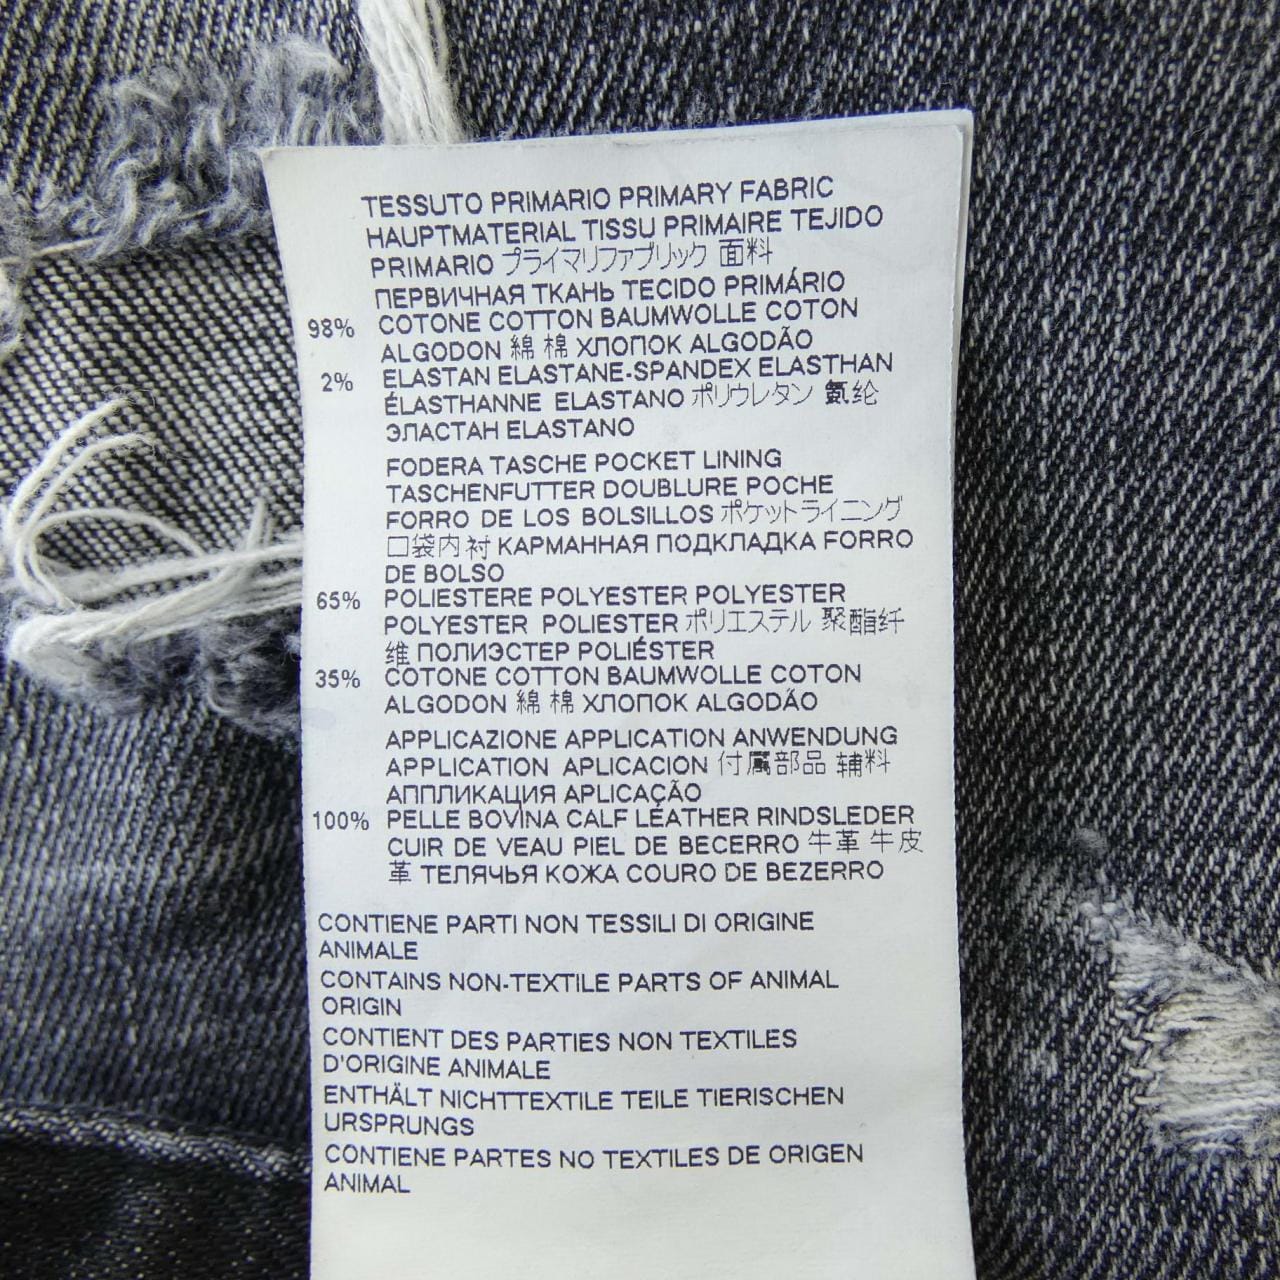 TESSUTO PRIMARIO PRIMARY FABRIC
HAUPTMATERIAL TISSU PRIMAIRE TEJIDO
PRIMARIO プライマリファブリック 面料
ПЕРВИЧНАЯ ТКАНЬ TECIDO PRIMÁRIO
98% COTONE COTTON BAUMWOLLE COTON
ALGODON 綿 棉 ХЛОПОК ALGODÃO
2% ELASTAN ELASTANE-SPANDEX ELASTHAN
ÉLASTHANNE ELASTANO ポリウレタン 氨纶
ЭЛАСТАН ELASTANO
FODERA TASCHE POCKET LINING
TASCHENFUTTER DOUBLURE POCHE
FORRO DE LOS BOLSILLOS ポケットライニング
口袋内衬 КАРМАННАЯ ПОДКЛАДКА FORRO
DE BOLSO
65% POLIESTERE POLYESTER POLYESTER
POLYESTER POLIESTER ポリエステル 聚酯纤
维 ПОЛИЭСТЕР POLIÉSTER
35% COTONE COTTON BAUMWOLLE COTON
ALGODON 綿 棉 ХЛОПОК ALGODÃO
APPLICAZIONE APPLICATION ANWENDUNG
APPLICATION APLICACION 付属部品 辅料
АППЛИКАЦИЯ APLICAÇÃO
100% PELLE BOVINA CALF LEATHER RINDSLEDER
CUIR DE VEAU PIEL DE BECERRO 牛革 牛皮
革 ТЕЛЯЧЬЯ КОЖА COURO DE BEZERRO
CONTIENE PARTI NON TESSILI DI ORIGINE
ANIMALE
CONTAINS NON-TEXTILE PARTS OF ANIMAL
ORIGIN
CONTIENT DES PARTIES NON TEXTILES
D'ORIGINE ANIMALE
ENTHÄLT NICHTTEXTILE TEILE TIERISCHEN
URSPRUNGS
CONTIENE PARTES NO TEXTILES DE ORIGEN
ANIMAL